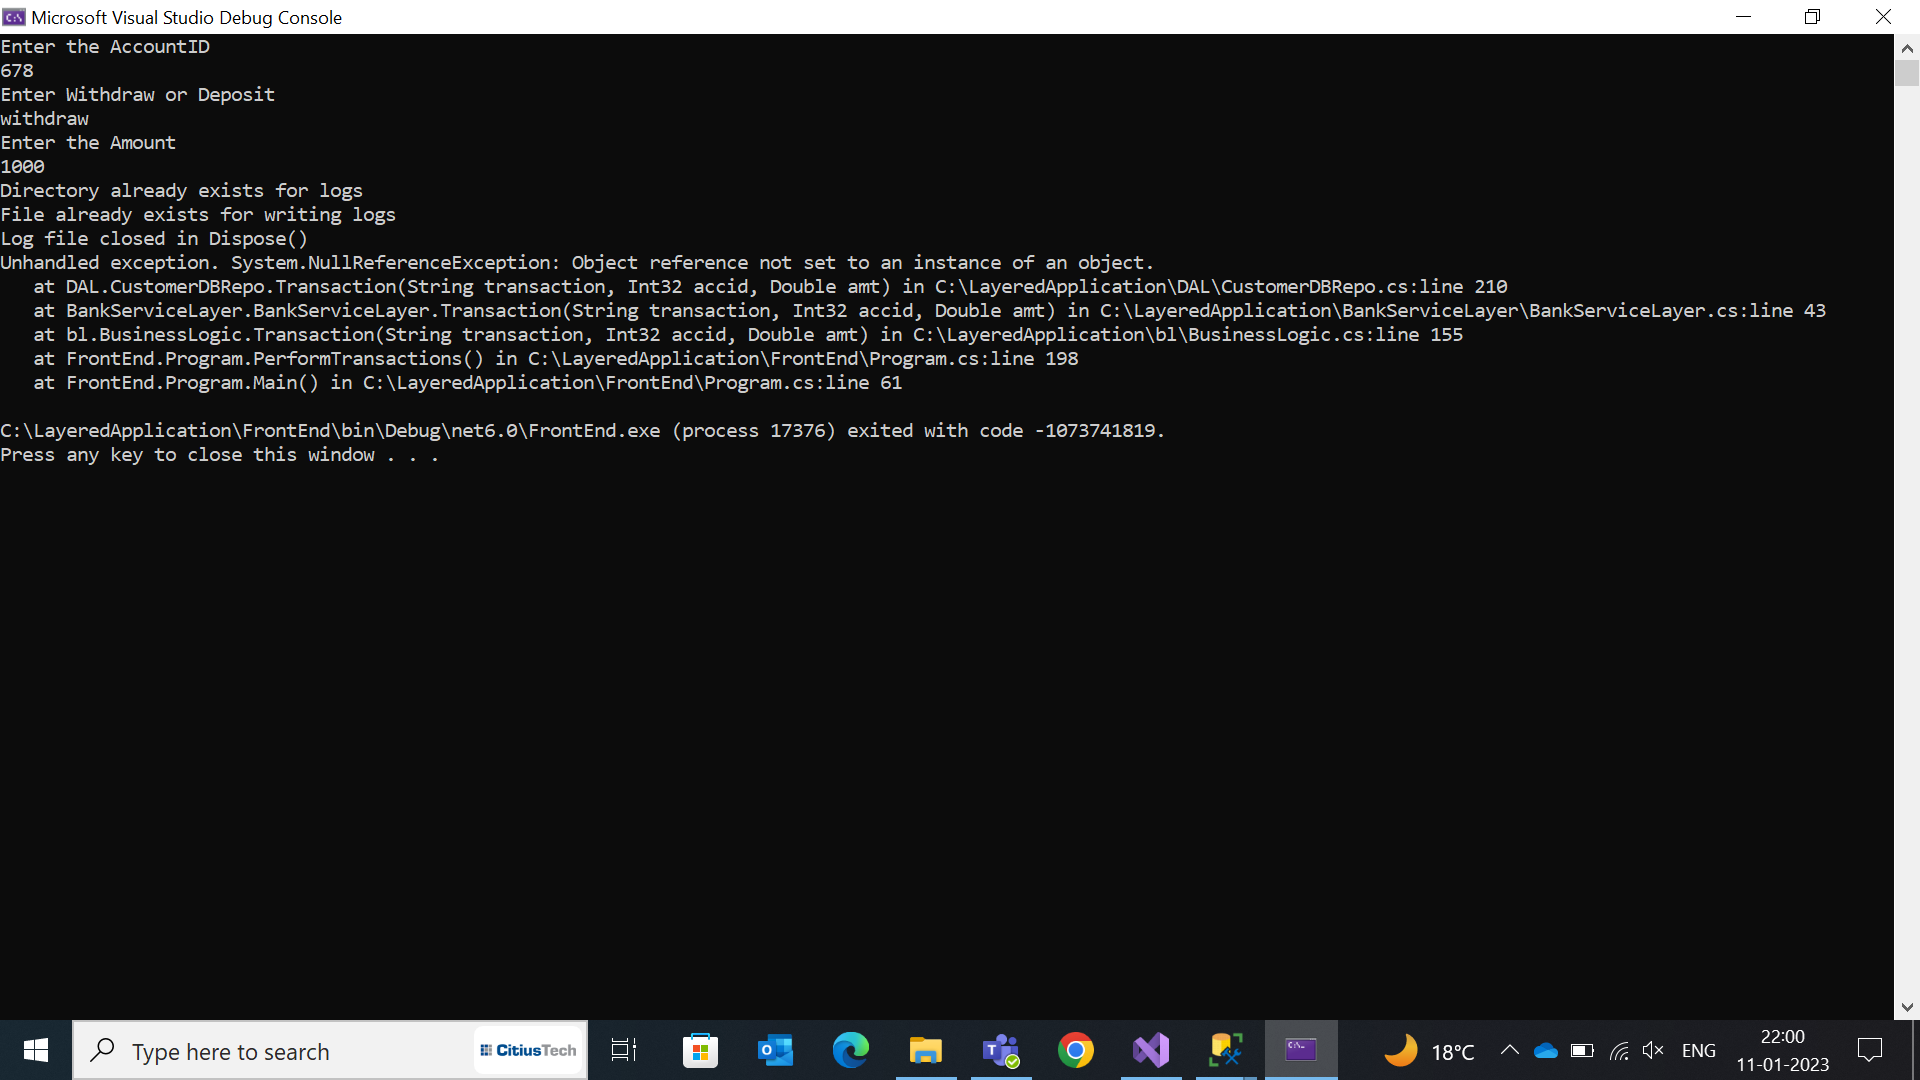 Microsoft Visual Studio Debug Console
Enter the AccountID
678
Enter Withdraw or Deposit
withdraw
Enter the Amount
1000
Directory already exists for logs
File already exists for writing logs
Log file closed in Dispose()
Unhandled exception. System.NullReferenceException: Object reference not set to an instance of an object.
   at DAL.CustomerDBRepo.Transaction(String transaction, Int32 accid, Double amt) in C:\LayeredApplication\DAL\CustomerDBRepo.cs:line 210
   at BankServiceLayer.BankServiceLayer.Transaction(String transaction, Int32 accid, Double amt) in C:\LayeredApplication\BankServiceLayer\BankServiceLayer.cs:line 43
   at bl.BusinessLogic.Transaction(String transaction, Int32 accid, Double amt) in C:\LayeredApplication\bl\BusinessLogic.cs:line 155
   at FrontEnd.Program.PerformTransactions() in C:\LayeredApplication\FrontEnd\Program.cs:line 198
   at FrontEnd.Program.Main() in C:\LayeredApplication\FrontEnd\Program.cs:line 61
C:\LayeredApplication\FrontEnd\bin\Debug\net6.0\FrontEnd.exe (process 17376) exited with code -1073741819.
Press any key to close this window . . .
Type here to search
CitiusTech
18°C
ENG
22:00
11-01-2023